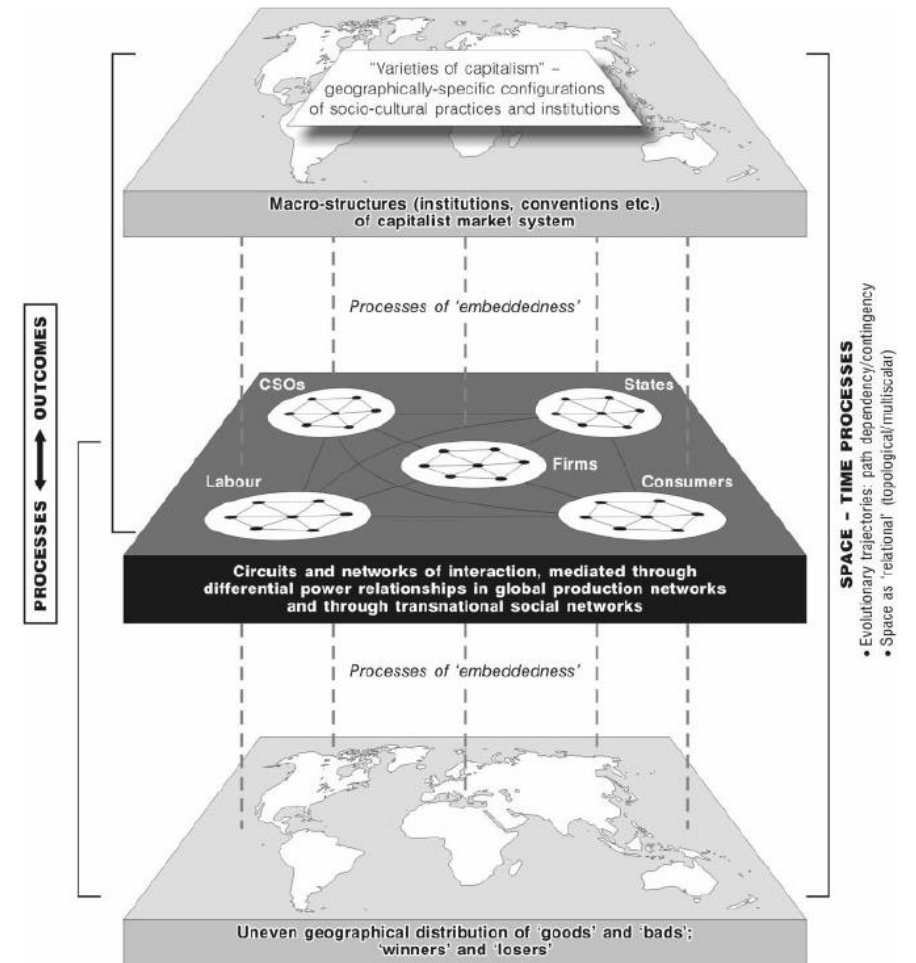 "Varieties of capitalism" –
geographically-specific configurations
of socio-cultural practices and institutions
Macro-structures (institutions, conventions etc.)
of capitalist market system
Processes of 'embeddedness'
CSOs
States
Firms
Labour
Consumers
Circuits and networks of interaction, mediated through
differential power relationships in global production networks
and through transnational social networks
Processes of 'embeddedness'
Uneven geographical distribution of 'goods' and 'bads';
'winners' and 'losers'
PROCESSES ↔ OUTCOMES
SPACE – TIME PROCESSES
• Evolutionary trajectories: path dependency/contingency
• Space as 'relational' (topological/multiscalar)